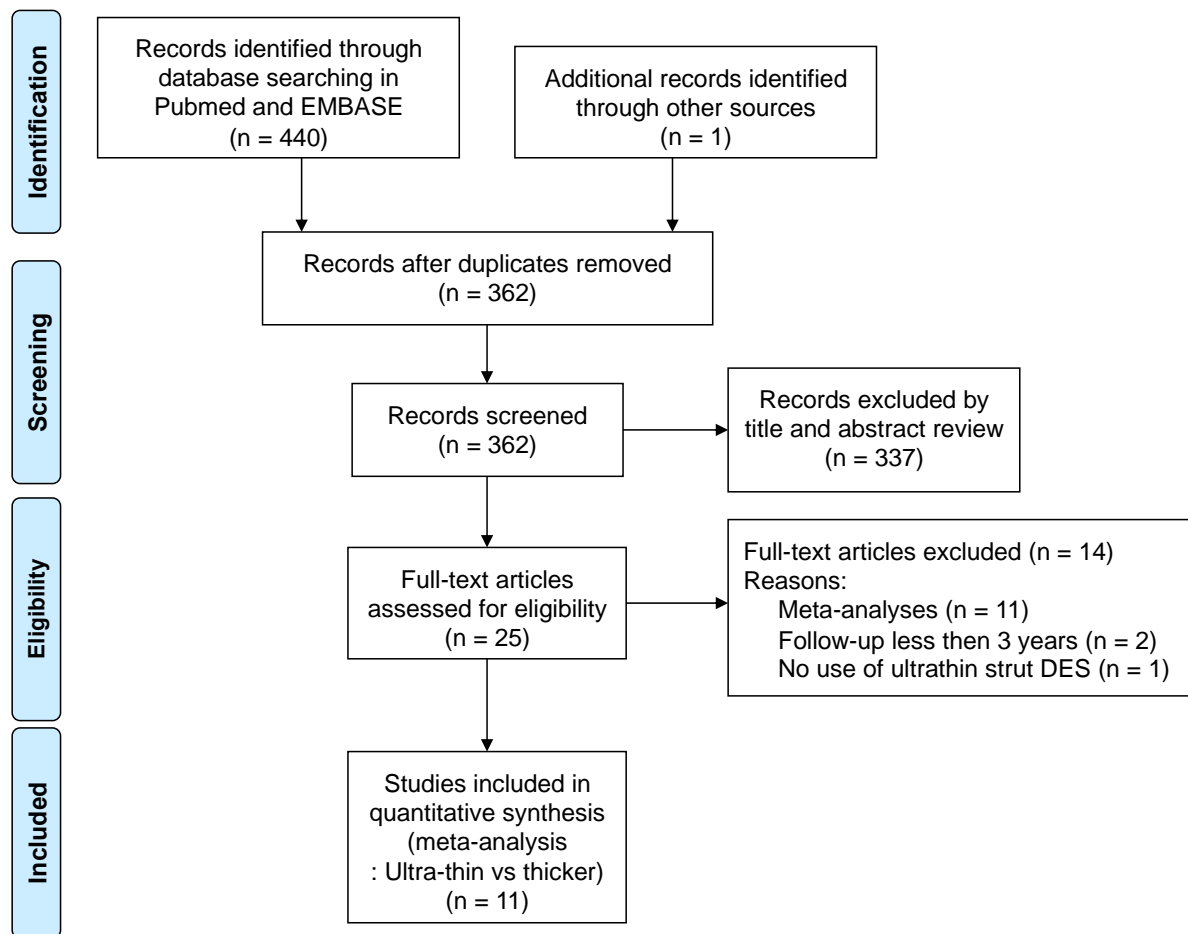 Identification
Records identified through
database searching in
Pubmed and EMBASE
(n = 440)
Additional records identified
through other sources
(n = 1)
Records after duplicates removed
(n = 362)
Screening
Records screened
(n = 362)
Records excluded by
title and abstract review
(n = 337)
Eligibility
Full-text articles
assessed for eligibility
(n = 25)
Full-text articles excluded (n = 14)
Reasons:
Meta-analyses (n = 11)
Follow-up less then 3 years (n = 2)
No use of ultrathin strut DES (n = 1)
Included
Studies included in
quantitative synthesis
(meta-analysis
: Ultra-thin vs thicker)
(n = 11)